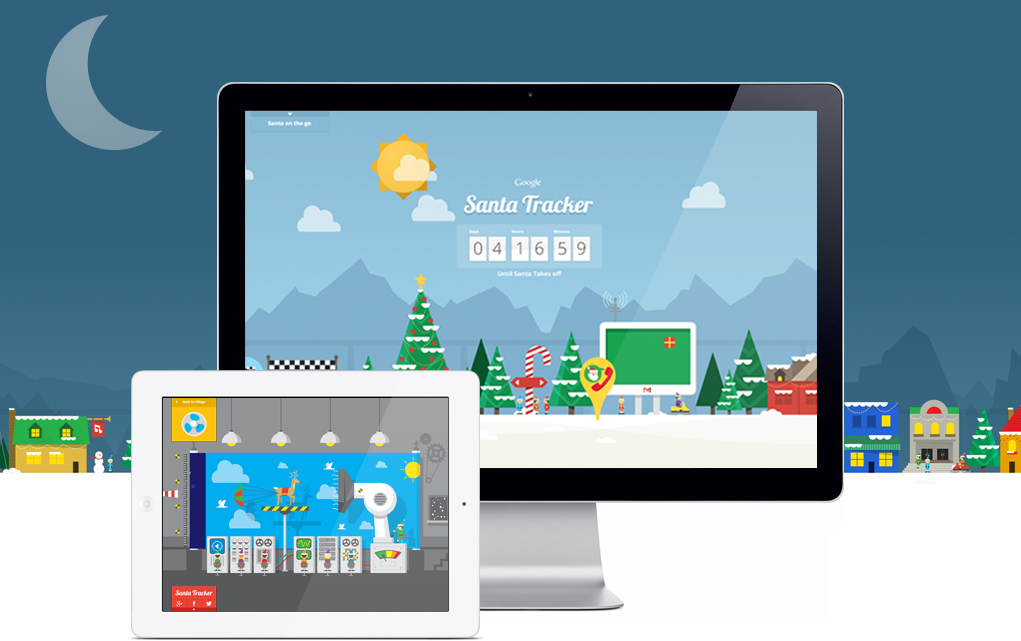 Santa on the go
Google
Santa Tracker
Days Hours Minutes
04 16 59
Until Santa Takes off
Back to Village
Santa Tracker
g+ f